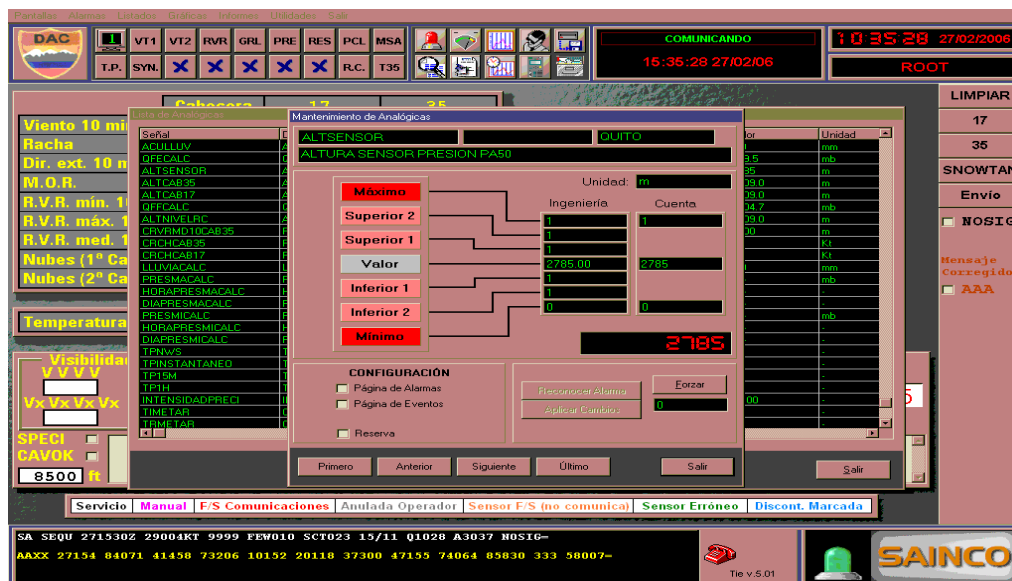 Pantallas Alarmas Listados Gráficas Informes Utilidades Salir
DAC
VT1 VT2 RVR GRL PRE RES PCL MSA
T.P. SYN. R.C. T35
COMUNICANDO
15:35:28 27/02/06
10:35:28 27/02/2006
ROOT
LIMPIAR
17
35
SNOWTAN
Envío
NOSIG
Mensaje
Corregido
AAA
Cabecera 17 35
Viento 10 mi
Racha
Dir. ext. 10 m
M.O.R.
R.V.R. mín. 1
R.V.R. máx. 1
R.V.R. med. 1
Nubes (1ª Ca
Nubes (2ª Ca
Temperatura
Visibilidad
V V V V
Vx Vx Vx Vx
SPECI
CAVOK
8500 ft
Lista de Analógicas
Señal
ACULLUV
QFECALC
ALTSENSOR
ALTCAB35
ALTCAB17
QFFCALC
ALTNIVELRC
CRVRMD10CAB35
CRCHCAB35
CRCHCAB17
LLUVIACALC
PRESMACALC
HORAPRESMACALC
DIAPRESMACALC
PRESMICALC
HORAPRESMICALC
DIAPRESMICALC
TPNWS
TPINSTANTANEO
TP15M
TP1H
INTENSIDADPRECI
TIMETAR
TRMETAR
Unidad
mm
mb
m
m
m
mb
m
m
Kt
Kt
mm
mb
mb
Salir
Mantenimiento de Analógicas
ALTSENSOR QUITO
ALTURA SENSOR PRESION PA50
Unidad: m
Ingeniería Cuenta
Máximo 1 1
Superior 2 1
Superior 1 1
Valor 2785.00 2785
Inferior 1 1
Inferior 2 1
Mínimo 0 0
2785
CONFIGURACIÓN
Página de Alarmas
Página de Eventos
Reserva
Reconocer Alarma
Aplicar Cambios
Forzar
0
Primero Anterior Siguiente Último Salir
Servicio Manual F/S Comunicaciones Anulada Operador Sensor F/S (no comunica) Sensor Erróneo Discont. Marcada
SA SEQU 271530Z 29004KT 9999 FEW010 SCT023 15/11 Q1028 A3037 NOSIG=
AAXX 27154 84071 41458 73206 10152 20118 37300 47155 74064 85830 333 58007=
Tie v.5.01
SAINCO